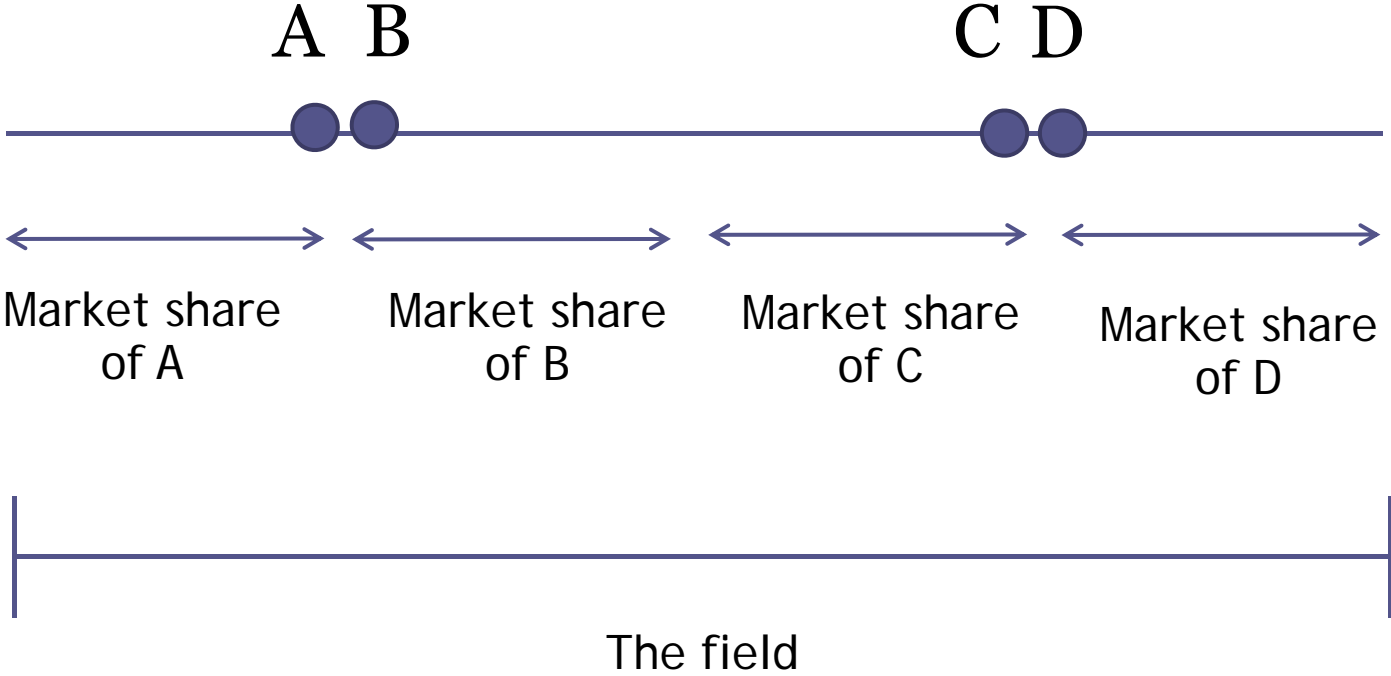 A B C D
Market share
of A
Market share
of B
Market share
of C
Market share
of D
The field